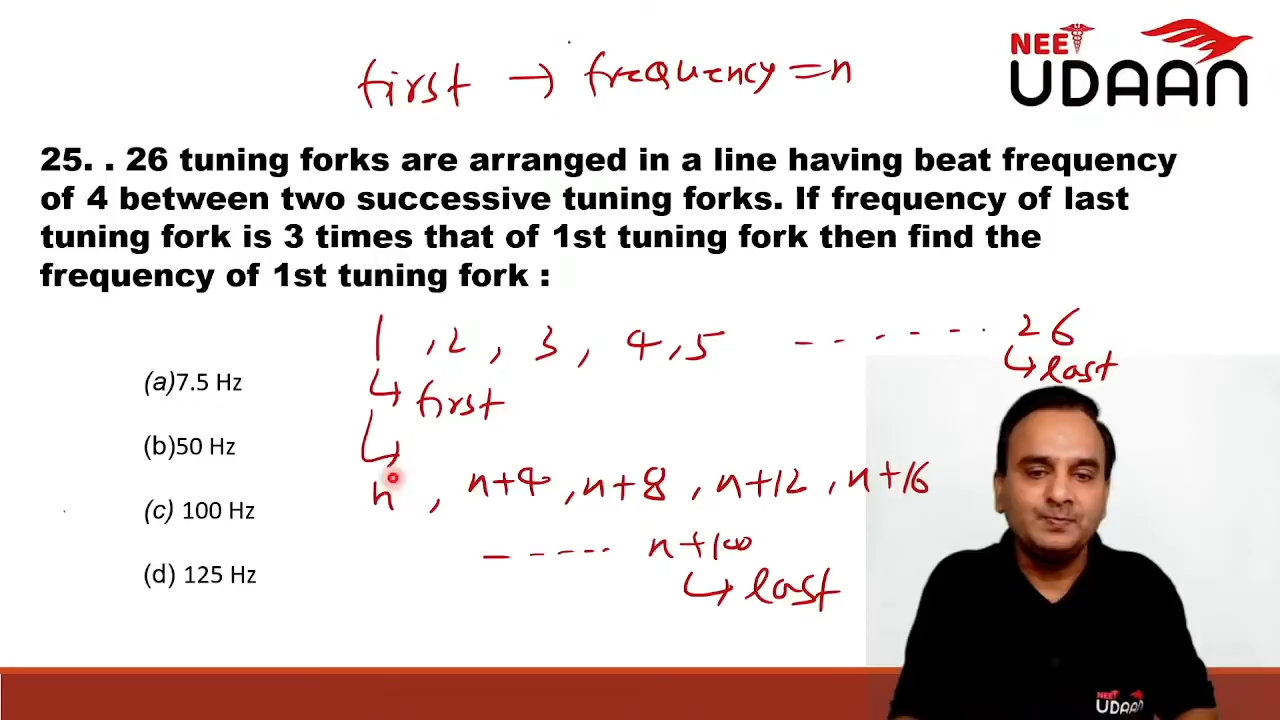 first → frequency = n
NEET
UDAAN
25. . 26 tuning forks are arranged in a line having beat frequency
of 4 between two successive tuning forks. If frequency of last
tuning fork is 3 times that of 1st tuning fork then find the
frequency of 1st tuning fork :
1 , 2 , 3 , 4 , 5 - - - - - - - 26
↳ first
↳ last
(a)7.5 Hz
(b)50 Hz
(c) 100 Hz
(d) 125 Hz
↳
n , n+4 , n+8 , n+12 , n+16
- - - - - n+100
↳ last
NEET
UDAAN